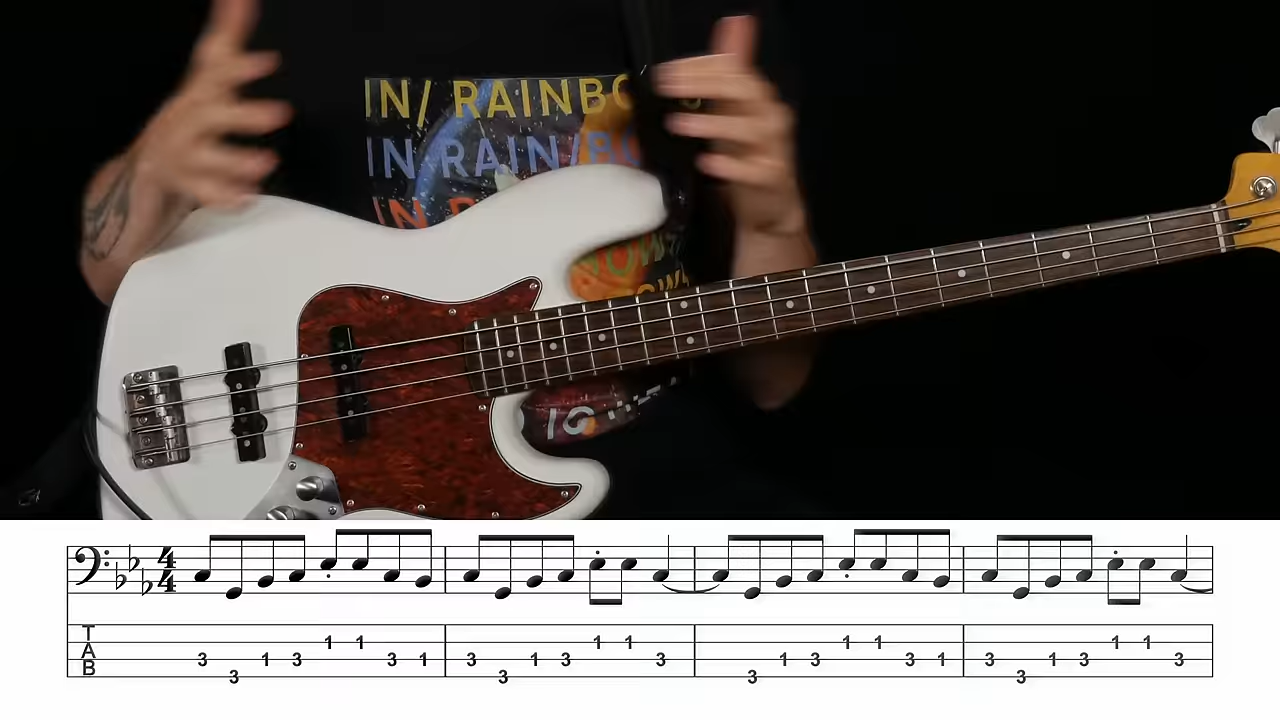 IN/ RAINBO
IN RAIN/BO
IN
4
4
T
A
B
1 1 1 1 1 1 1 1
3 1 3 3 1 3 1 3 3 1 3 3 1 3 1 3 3
3 3 3 3